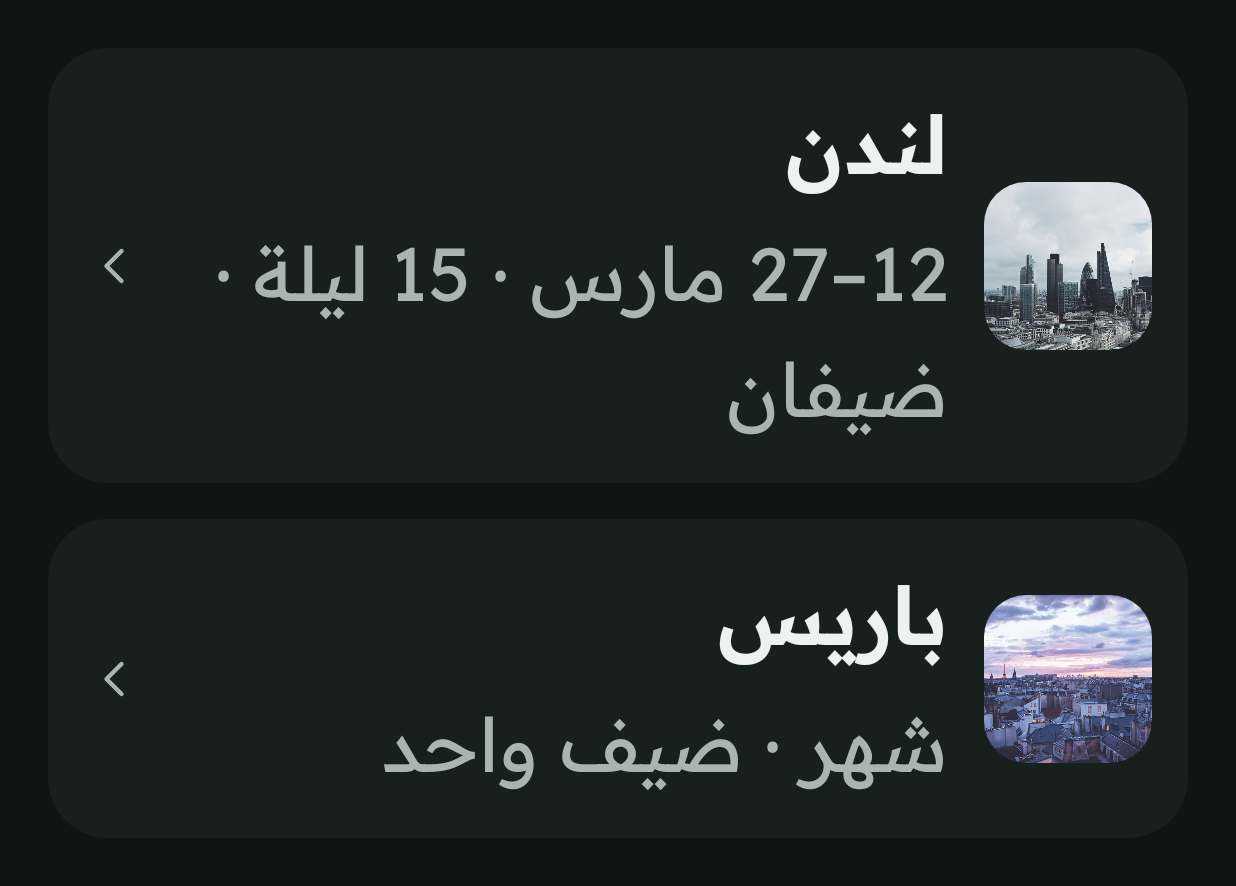 لندن
12–27 مارس · 15 ليلة ·
ضيفان
باريس
شهر · ضيف واحد